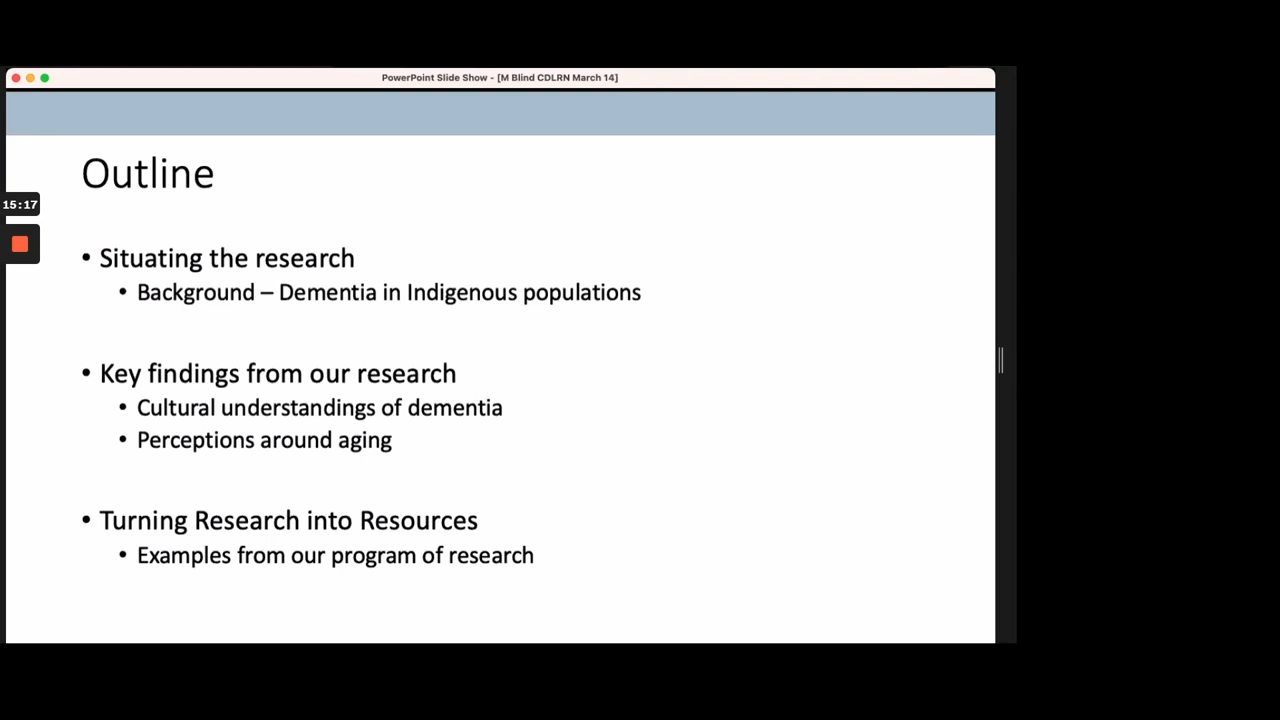 PowerPoint Slide Show - [M Blind CDLRN March 14]
Outline
15:17
• Situating the research
• Background – Dementia in Indigenous populations
• Key findings from our research
• Cultural understandings of dementia
• Perceptions around aging
• Turning Research into Resources
• Examples from our program of research